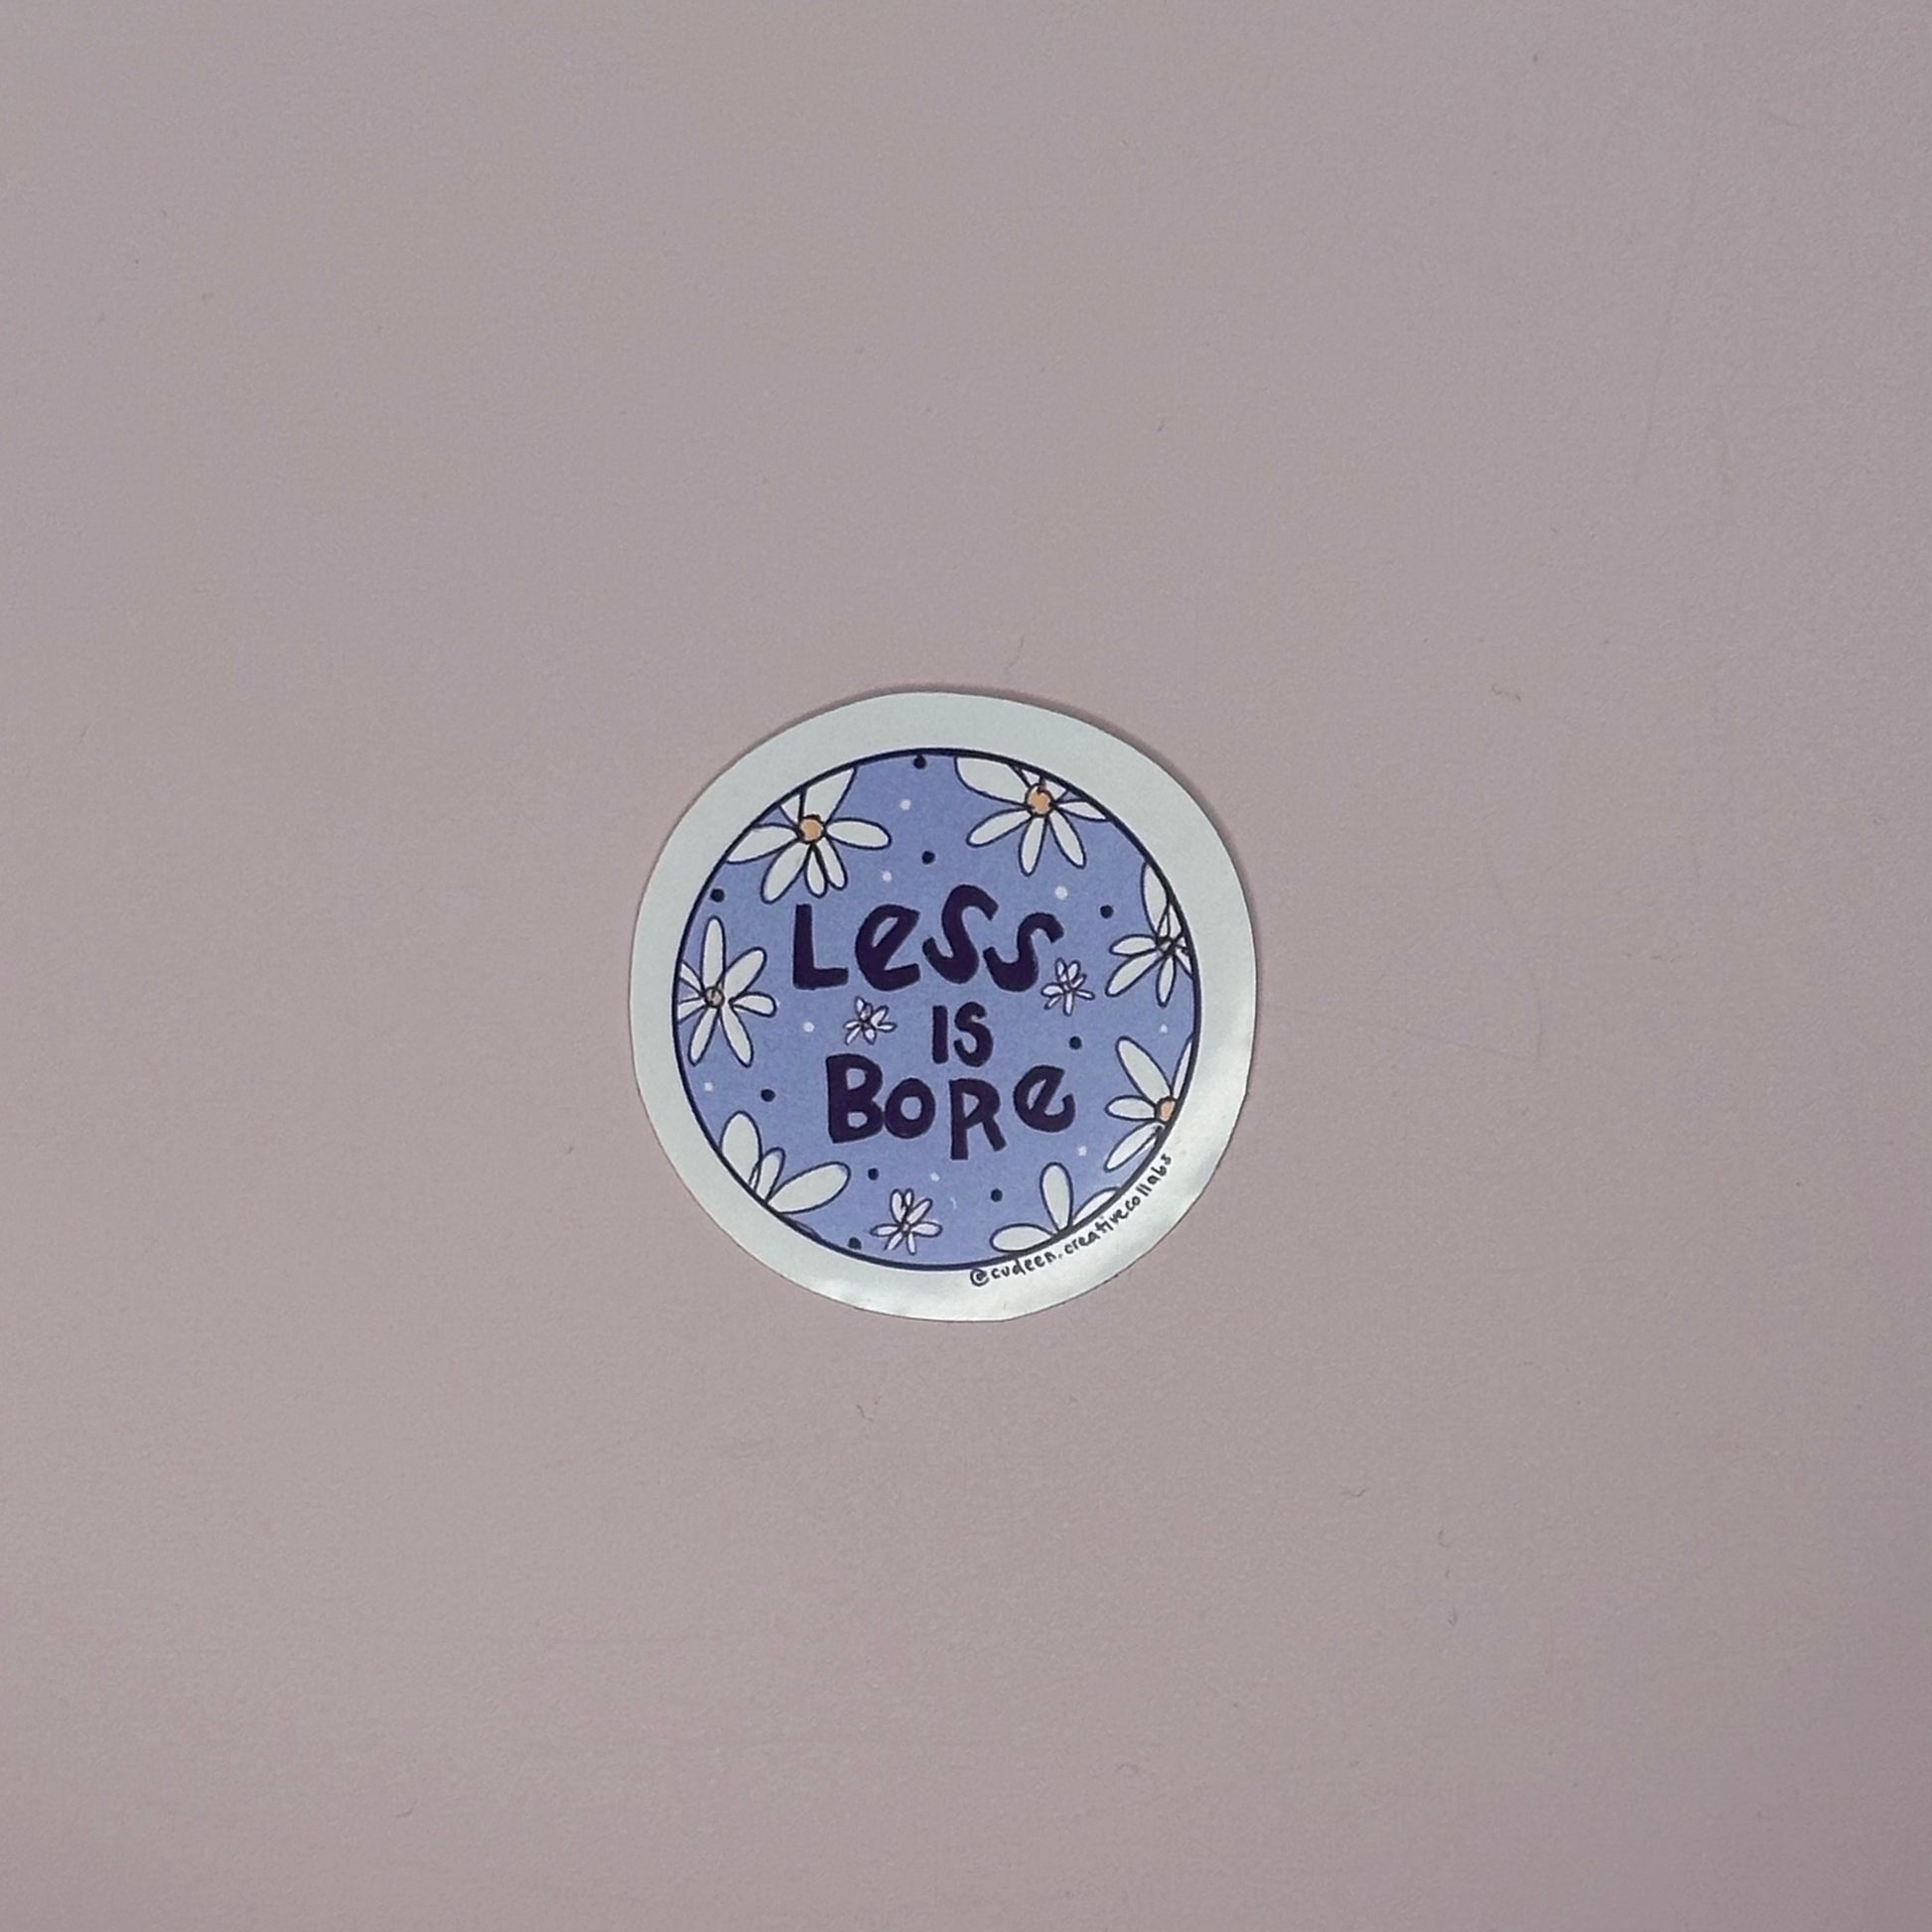 Less
is
Bore
@cudeen.creativecollabs